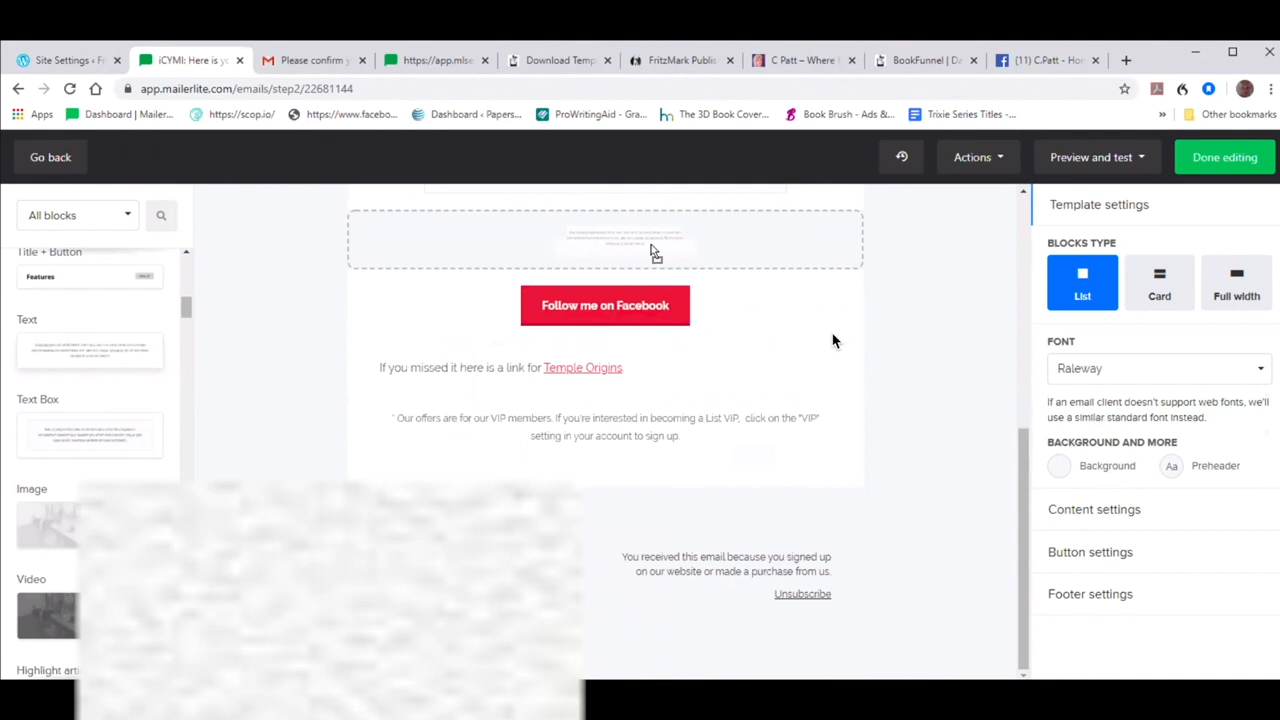 Site Settings ‹ Fr
iCYMI: Here is yo
Please confirm y
https://app.mlse
Download Temp
FritzMark Publis
C Patt – Where
BookFunnel | Da
(11) C.Patt - Hom
app.mailerlite.com/emails/step2/22681144
Apps
Dashboard | Mailer...
https://scop.io/
https://www.facebo...
Dashboard ‹ Papers...
ProWritingAid - Gra...
The 3D Book Cover...
Book Brush - Ads &...
Trixie Series Titles -...
»
Other bookmarks
Go back
Actions
Preview and test
Done editing
All blocks
Title + Button
Features
Text
Text Box
Image
Video
Highlight arti
Follow me on Facebook
If you missed it here is a link for Temple Origins.
* Our offers are for our VIP members. If you're interested in becoming a List VIP, click on the "VIP"
setting in your account to sign up.
You received this email because you signed up
on our website or made a purchase from us.
Unsubscribe
Template settings
BLOCKS TYPE
List
Card
Full width
FONT
Raleway
If an email client doesn't support web fonts, we'll
use a similar standard font instead.
BACKGROUND AND MORE
Background
Aa
Preheader
Content settings
Button settings
Footer settings